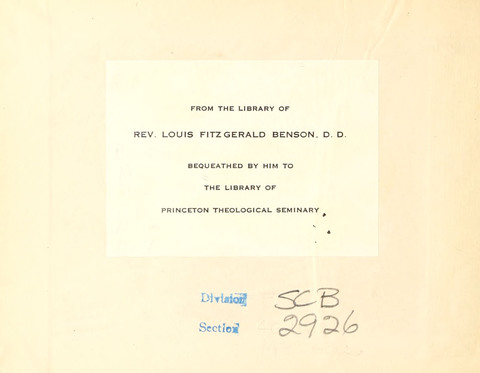 FROM THE LIBRARY OF
REV. LOUIS FITZGERALD BENSON, D. D.
BEQUEATHED BY HIM TO
THE LIBRARY OF
PRINCETON THEOLOGICAL SEMINARY
Division SCB
Section 2926